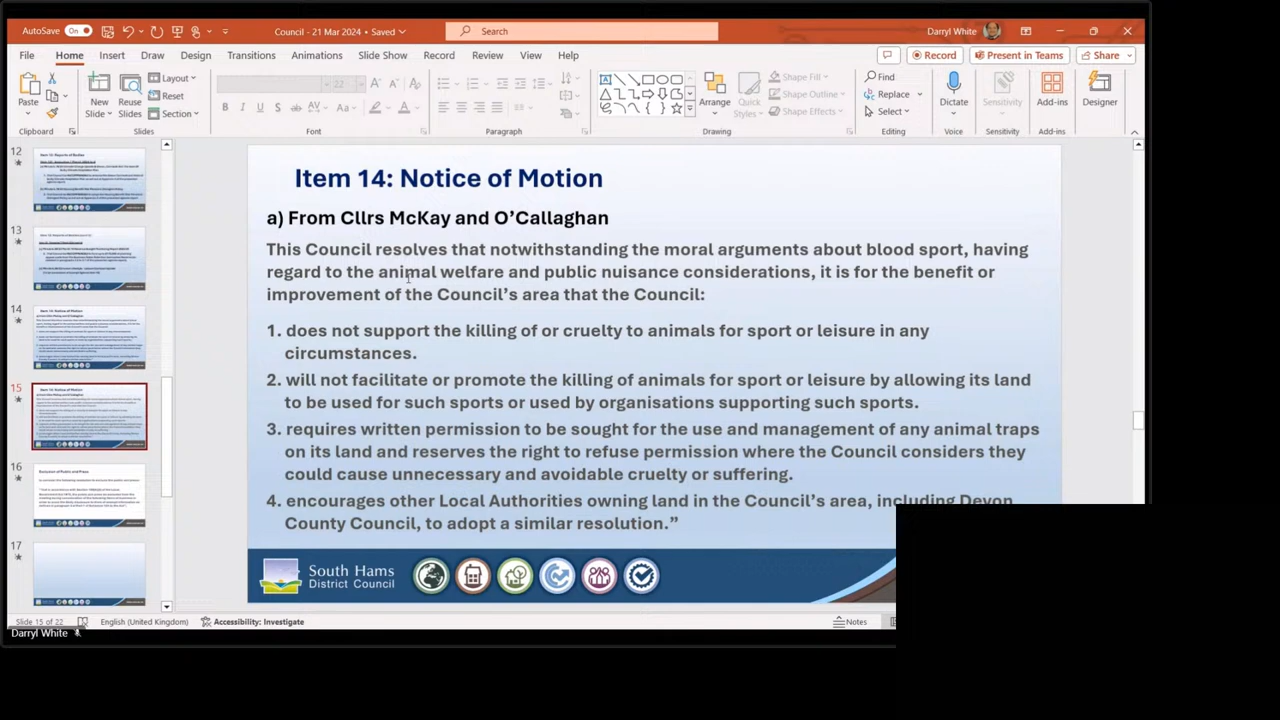 AutoSave On Council - 21 Mar 2024 • Saved Search Darryl White
File Home Insert Draw Design Transitions Animations Slide Show Record Review View Help Record Present in Teams Share
Paste New Slide Reuse Slides Layout Reset Section 22 Arrange Quick Styles Shape Fill Shape Outline Shape Effects Find Replace Select Dictate Sensitivity Add-ins Designer
Clipboard Slides Font Paragraph Drawing Editing Voice Sensitivity Add-ins
12
13
14
15
16
17
Item 14: Notice of Motion
a) From Cllrs McKay and O’Callaghan
This Council resolves that notwithstanding the moral arguments about blood sport, having
regard to the animal welfare and public nuisance considerations, it is for the benefit or
improvement of the Council’s area that the Council:
1. does not support the killing of or cruelty to animals for sport or leisure in any
circumstances.
2. will not facilitate or promote the killing of animals for sport or leisure by allowing its land
to be used for such sports or used by organisations supporting such sports.
3. requires written permission be sought for the use and placement of any animal traps
on its land and reserves the right to refuse permission where the Council considers they
could cause unnecessary and avoidable cruelty or suffering.
4. encourages other Local Authorities owning land in the Council’s area, including Devon
County Council, to adopt a similar resolution.”
South Hams
District Council
Slide 15 of 22 English (United Kingdom) Accessibility: Investigate Notes
Darryl White